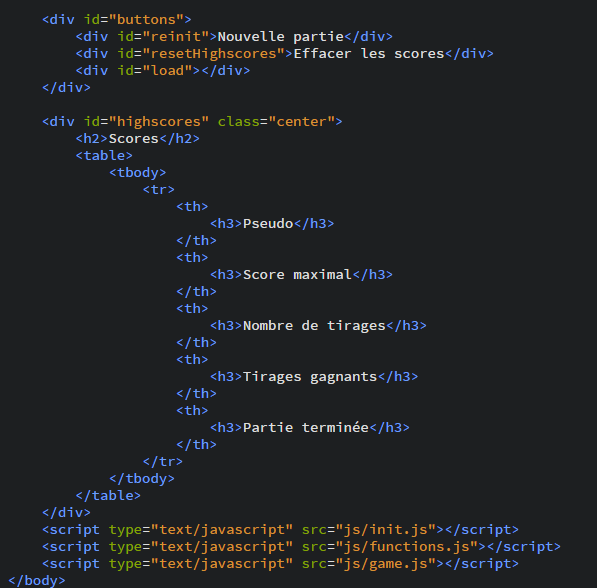 <div id="buttons">
<div id="reinit">Nouvelle partie</div>
<div id="resetHighscores">Effacer les scores</div>
<div id="load"></div>
</div>
<div id="highscores" class="center">
<h2>Scores</h2>
<table>
<tbody>
<tr>
<th>
<h3>Pseudo</h3>
</th>
<th>
<h3>Score maximal</h3>
</th>
<th>
<h3>Nombre de tirages</h3>
</th>
<th>
<h3>Tirages gagnants</h3>
</th>
<th>
<h3>Partie terminée</h3>
</th>
</tr>
</tbody>
</table>
</div>
<script type="text/javascript" src="js/init.js"></script>
<script type="text/javascript" src="js/functions.js"></script>
<script type="text/javascript" src="js/game.js"></script>
</body>